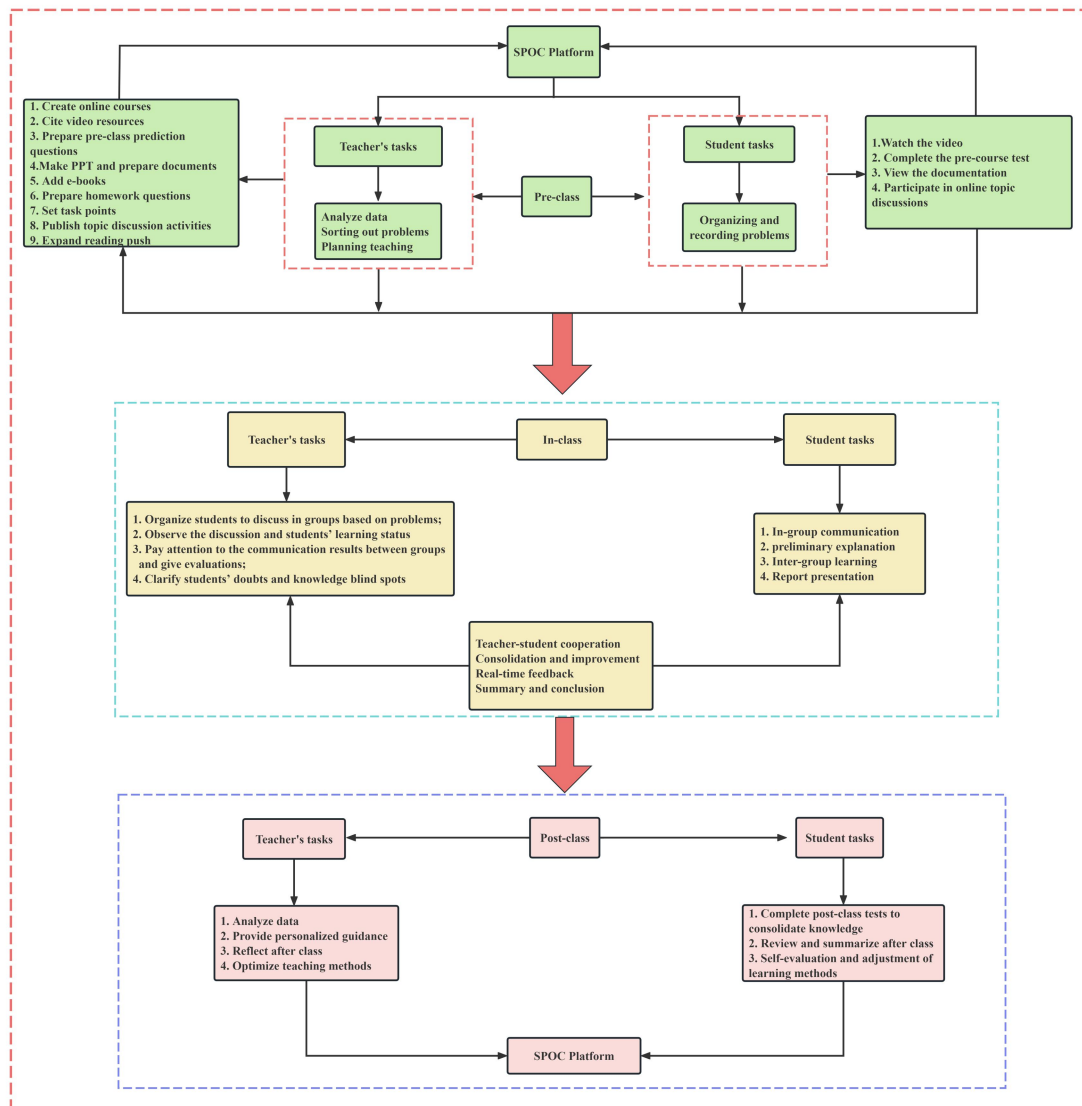 SPOC Platform
1. Create online courses
2. Cite video resources
3. Prepare pre-class prediction
questions
4.Make PPT and prepare documents
5. Add e-books
6. Prepare homework questions
7. Set task points
8. Publish topic discussion activities
9. Expand reading push
Teacher's tasks
Analyze data
Sorting out problems
Planning teaching
Pre-class
Student tasks
Organizing and
recording problems
1.Watch the video
2. Complete the pre-course test
3. View the documentation
4. Participate in online topic
discussions
Teacher's tasks
In-class
Student tasks
1. Organize students to discuss in groups based on problems;
2. Observe the discussion and students’ learning status
3. Pay attention to the communication results between groups
and give evaluations;
4. Clarify students’ doubts and knowledge blind spots
1. In-group communication
2. preliminary explanation
3. Inter-group learning
4. Report presentation
Teacher-student cooperation
Consolidation and improvement
Real-time feedback
Summary and conclusion
Teacher's tasks
Post-class
Student tasks
1. Analyze data
2. Provide personalized guidance
3. Reflect after class
4. Optimize teaching methods
1. Complete post-class tests to
consolidate knowledge
2. Review and summarize after class
3. Self-evaluation and adjustment of
learning methods
SPOC Platform